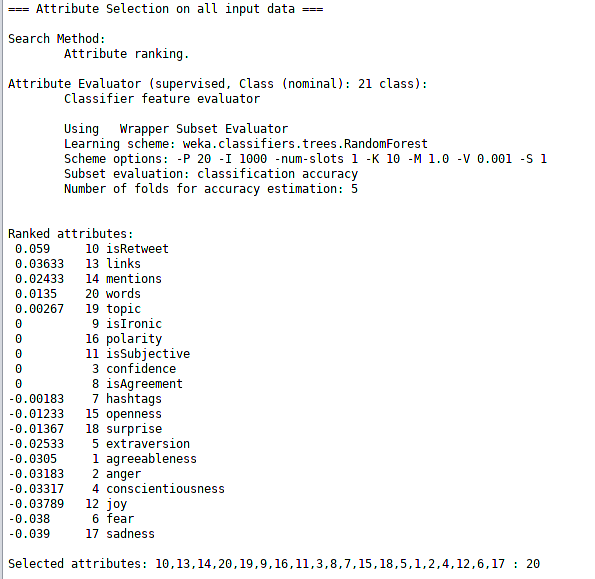 === Attribute Selection on all input data ===
Search Method:
Attribute ranking.
Attribute Evaluator (supervised, Class (nominal): 21 class):
Classifier feature evaluator
Using   Wrapper Subset Evaluator
Learning scheme: weka.classifiers.trees.RandomForest
Scheme options: -P 20 -I 1000 -num-slots 1 -K 10 -M 1.0 -V 0.001 -S 1
Subset evaluation: classification accuracy
Number of folds for accuracy estimation: 5
Ranked attributes:
0.059     10 isRetweet
0.03633   13 links
0.02433   14 mentions
0.0135    20 words
0.00267   19 topic
0          9 isIronic
0         16 polarity
0         11 isSubjective
0          3 confidence
0          8 isAgreement
-0.00183    7 hashtags
-0.01233   15 openness
-0.01367   18 surprise
-0.02533    5 extraversion
-0.0305     1 agreeableness
-0.03183    2 anger
-0.03317    4 conscientiousness
-0.03789   12 joy
-0.038      6 fear
-0.039     17 sadness
Selected attributes: 10,13,14,20,19,9,16,11,3,8,7,15,18,5,1,2,4,12,6,17 : 20